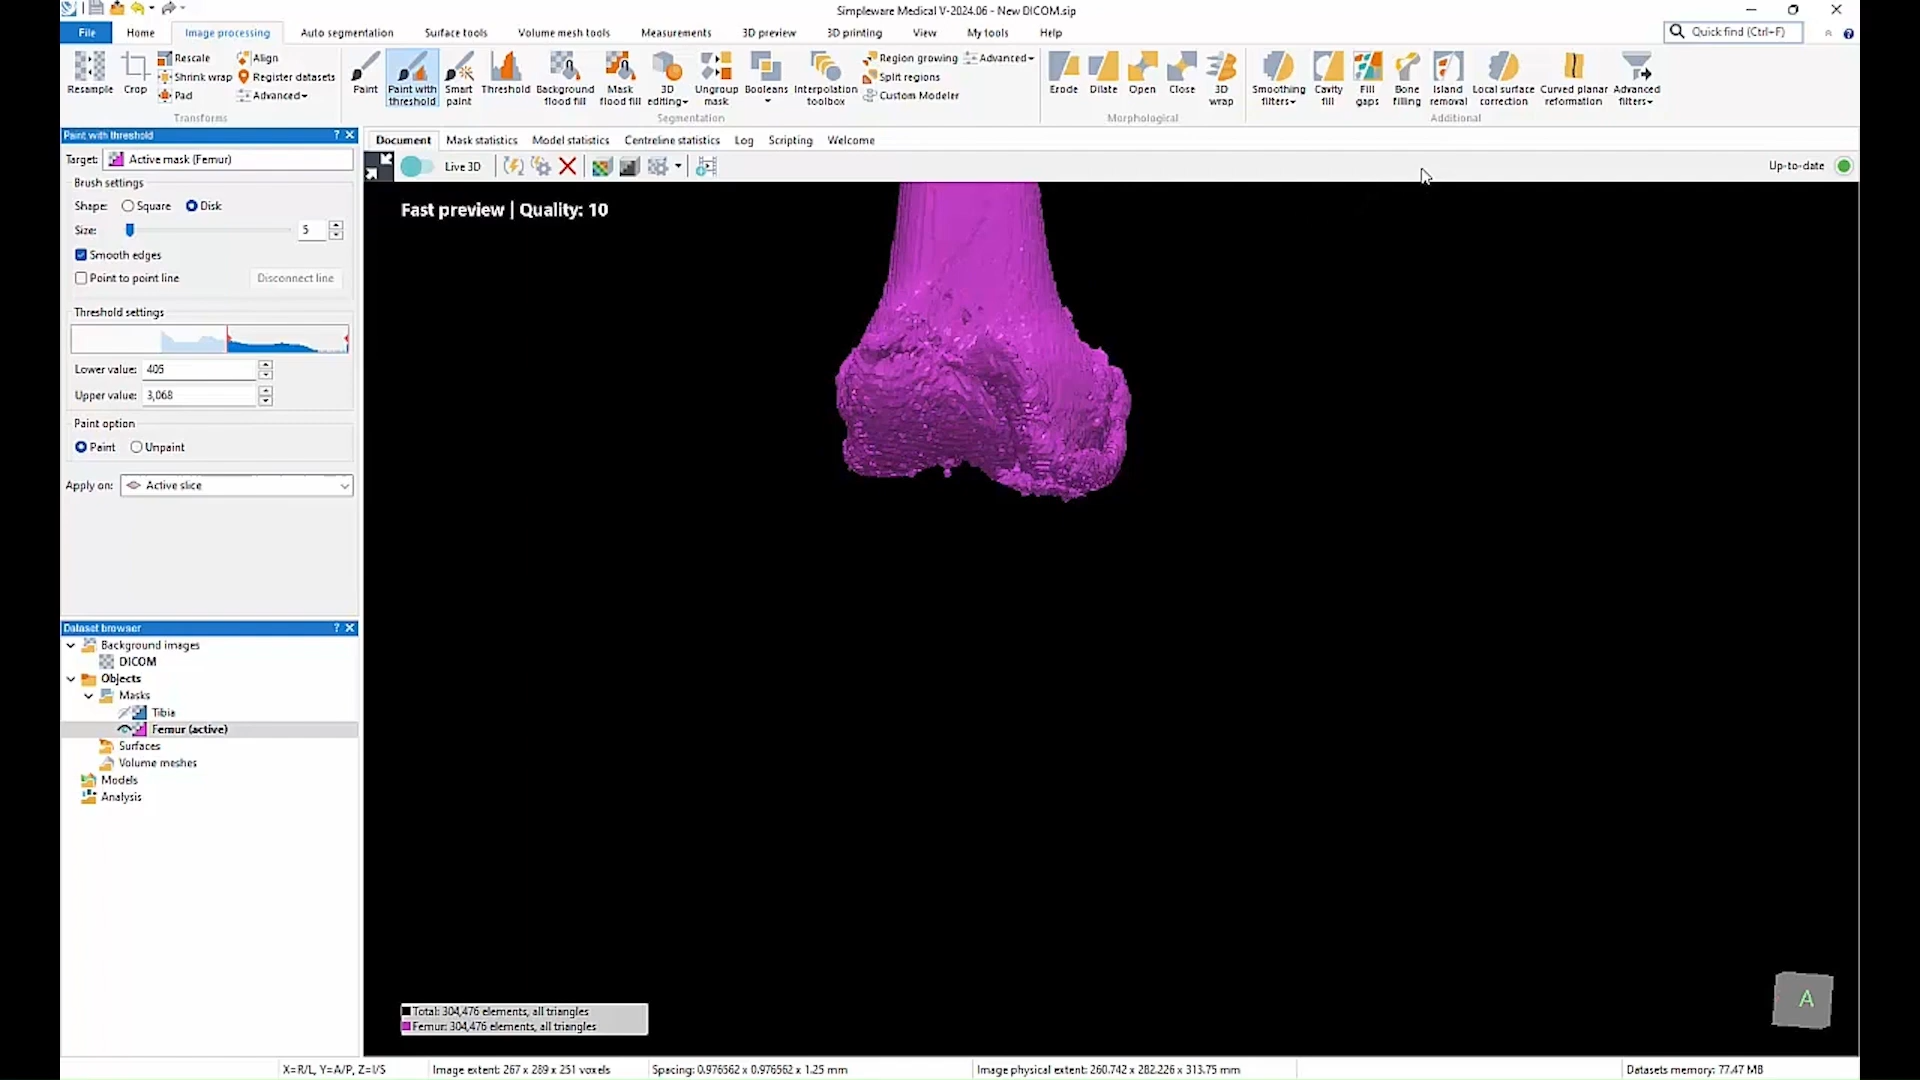 Simpleware Medical V-2024.06 - New DICOM.sip
File Home Image processing Auto segmentation Surface tools Volume mesh tools Measurements 3D preview 3D printing View My tools Help
Quick find (Ctrl+F)
Resample
Crop
Rescale
Shrink wrap
Pad
Align
Register datasets
Advanced
Transforms
Paint
Paint with threshold
Smart paint
Threshold
Background flood fill
Mask flood fill
3D editing
Ungroup mask
Booleans
Interpolation toolbox
Region growing
Split regions
Custom Modeler
Advanced
Segmentation
Erode
Dilate
Open
Close
3D wrap
Morphological
Smoothing filters
Cavity fill
Fill gaps
Bone filling
Island removal
Local surface correction
Curved planar reformation
Advanced filters
Additional
Paint with threshold ?
Target: Active mask (Femur)
Brush settings
Shape: Square Disk
Size: 5
Smooth edges
Point to point line Disconnect line
Threshold settings
Lower value: 405
Upper value: 3,068
Paint option
Paint Unpaint
Apply on: Active slice
Document Mask statistics Model statistics Centreline statistics Log Scripting Welcome
Live 3D
Up-to-date
Fast preview | Quality: 10
Dataset browser ?
Background images
DICOM
Objects
Masks
Tibia
Femur (active)
Surfaces
Volume meshes
Models
Analysis
Total: 304,476 elements, all triangles
Femur: 304,476 elements, all triangles
A
X=R/L, Y=A/P, Z=I/S Image extent: 267 x 289 x 251 voxels Spacing: 0.976562 x 0.976562 x 1.25 mm Image physical extent: 260.742 x 282.226 x 313.75 mm Datasets memory: 77.47 MB